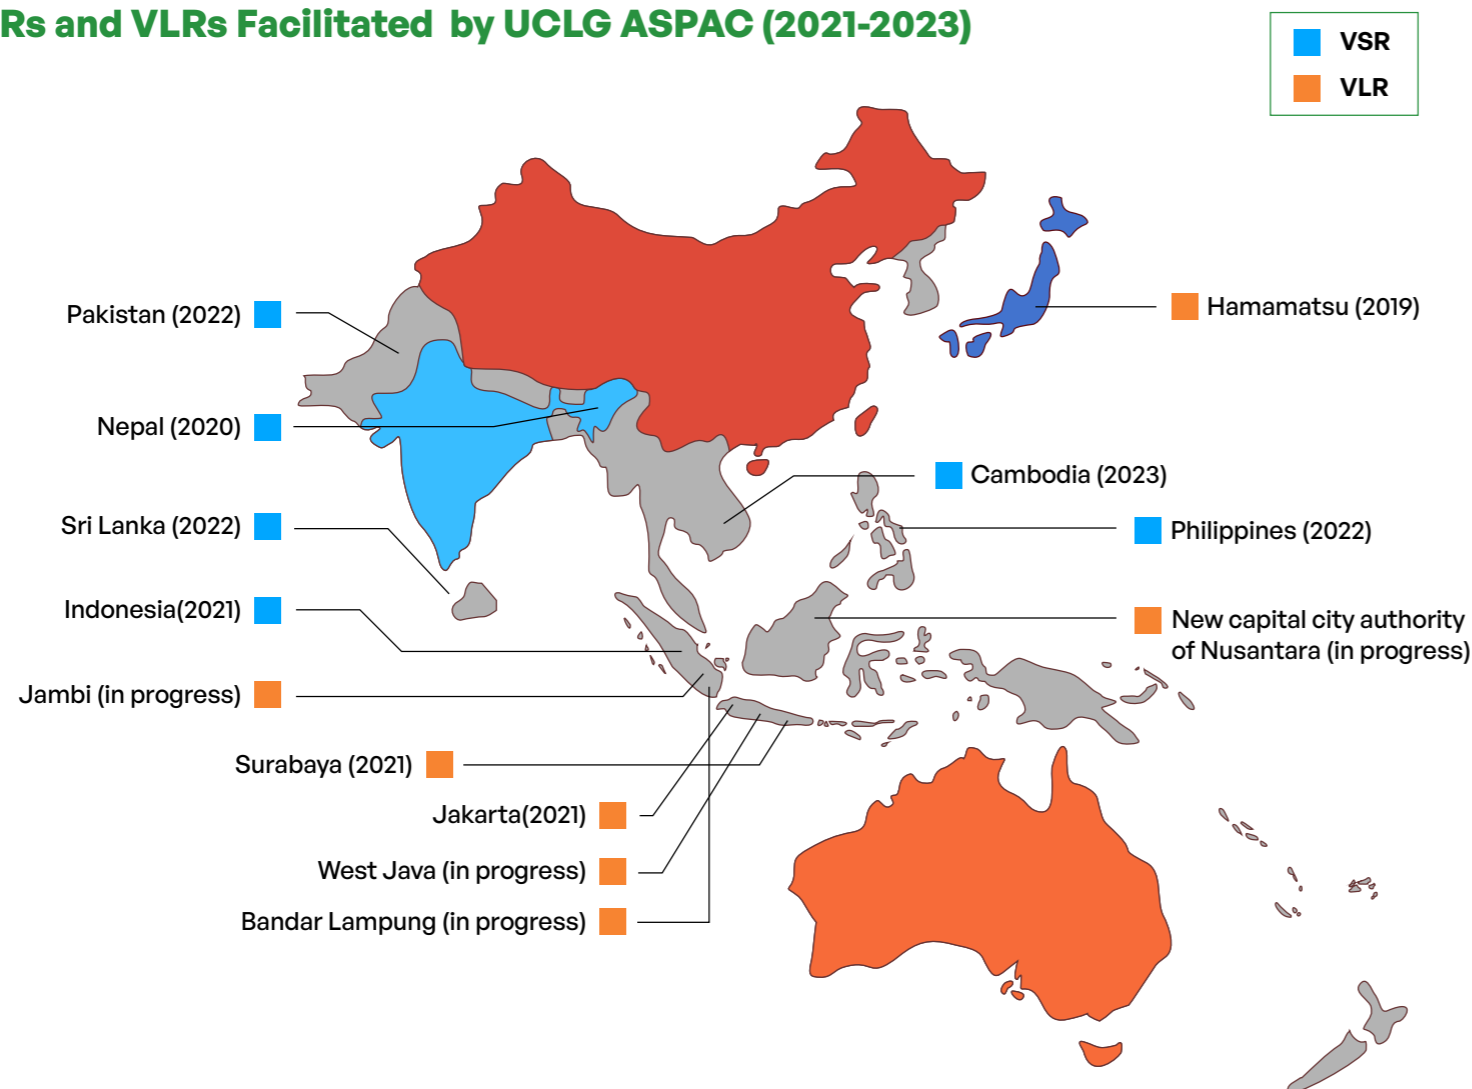 Rs and VLRs Facilitated by UCLG ASPAC (2021-2023)
VSR
VLR
Pakistan (2022)
Hamamatsu (2019)
Nepal (2020)
Cambodia (2023)
Sri Lanka (2022)
Philippines (2022)
Indonesia(2021)
New capital city authority
of Nusantara (in progress)
Jambi (in progress)
Surabaya (2021)
Jakarta(2021)
West Java (in progress)
Bandar Lampung (in progress)